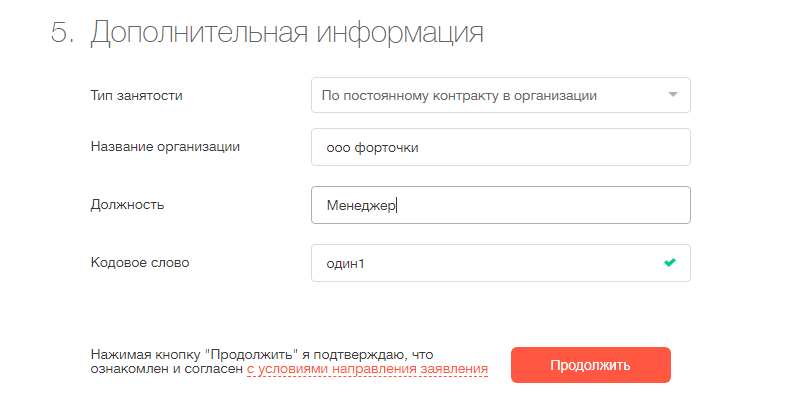 5. Дополнительная информация
Тип занятости
По постоянному контракту в организации
Название организации
ооо форточки
Должность
Менеджер
Кодовое слово
один1
Нажимая кнопку "Продолжить" я подтверждаю, что
ознакомлен и согласен с условиями направления заявления
Продолжить